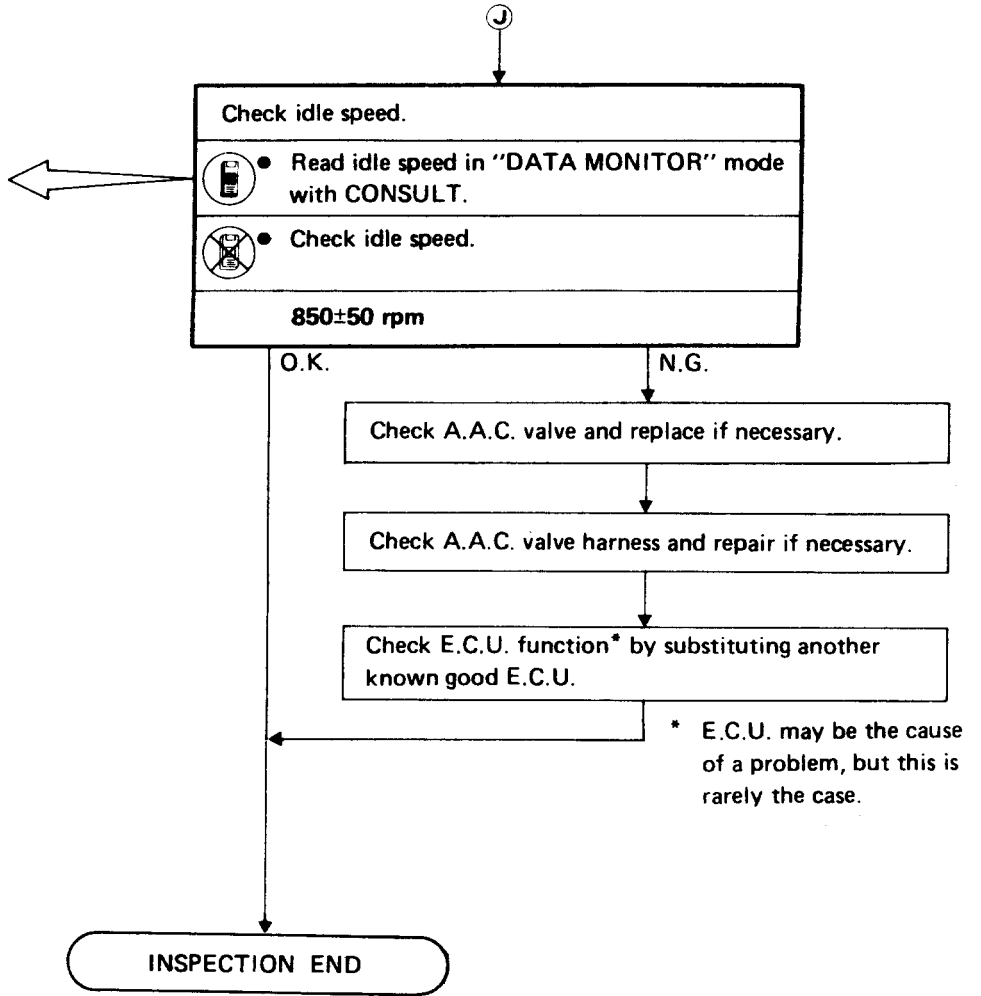 J
Check idle speed.
● Read idle speed in "DATA MONITOR" mode
with CONSULT.
● Check idle speed.
850±50 rpm
O.K.
N.G.
Check A.A.C. valve and replace if necessary.
Check A.A.C. valve harness and repair if necessary.
Check E.C.U. function* by substituting another
known good E.C.U.
* E.C.U. may be the cause
of a problem, but this is
rarely the case.
INSPECTION END